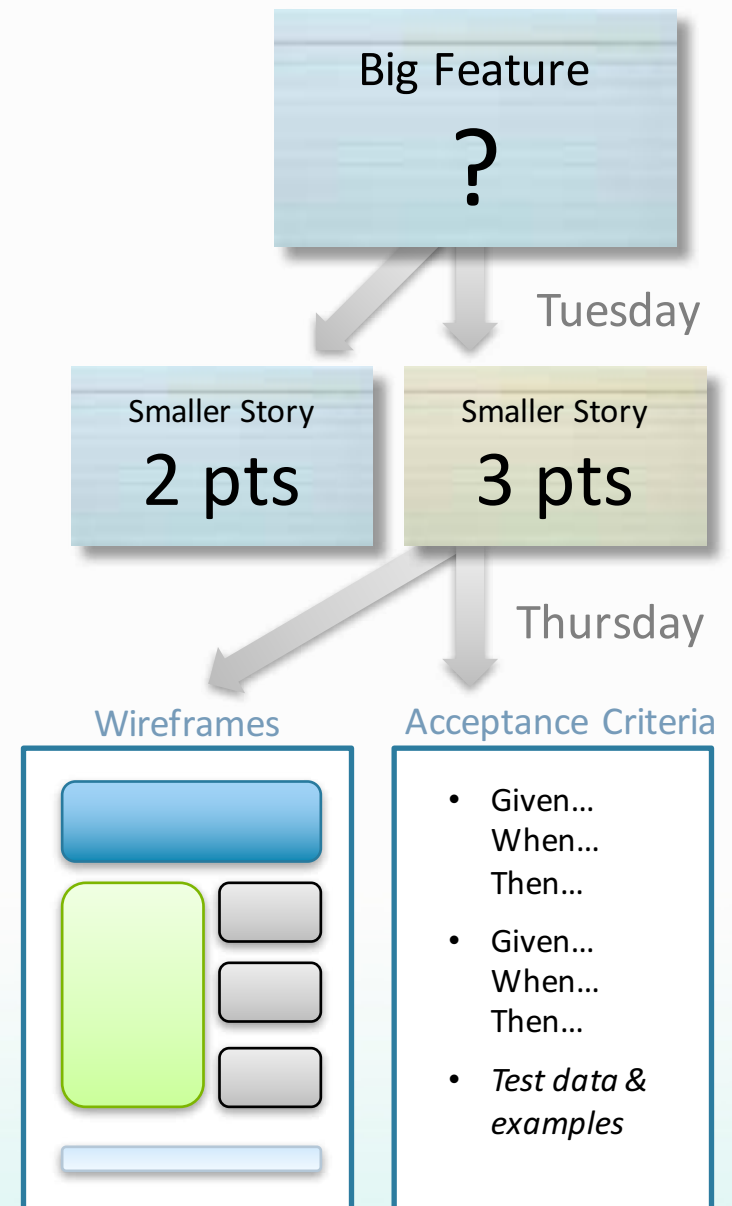 Big Feature
?
Tuesday
Smaller Story
2 pts
Smaller Story
3 pts
Thursday
Wireframes
Acceptance Criteria
• Given…
When…
Then…
• Given…
When…
Then…
• Test data &
examples